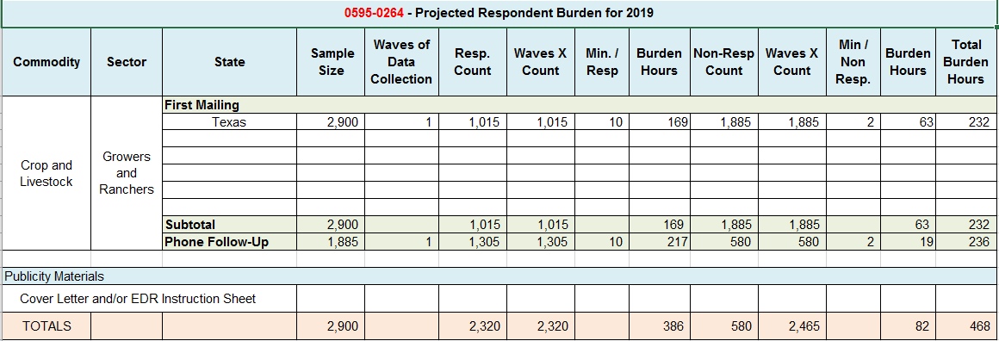 0595-0264 - Projected Respondent Burden for 2019
Commodity Sector State Sample Size Waves of Data Collection Resp. Count Waves X Count Min. / Resp Burden Hours Non-Resp Count Waves X Count Min / Non Resp. Burden Hours Total Burden Hours
Crop and Livestock Growers and Ranchers
First Mailing
Texas 2,900 1 1,015 1,015 10 169 1,885 1,885 2 63 232
Subtotal 2,900 1,015 1,015 169 1,885 1,885 63 232
Phone Follow-Up 1,885 1 1,305 1,305 10 217 580 580 2 19 236
Publicity Materials
Cover Letter and/or EDR Instruction Sheet
TOTALS 2,900 2,320 2,320 386 580 2,465 82 468